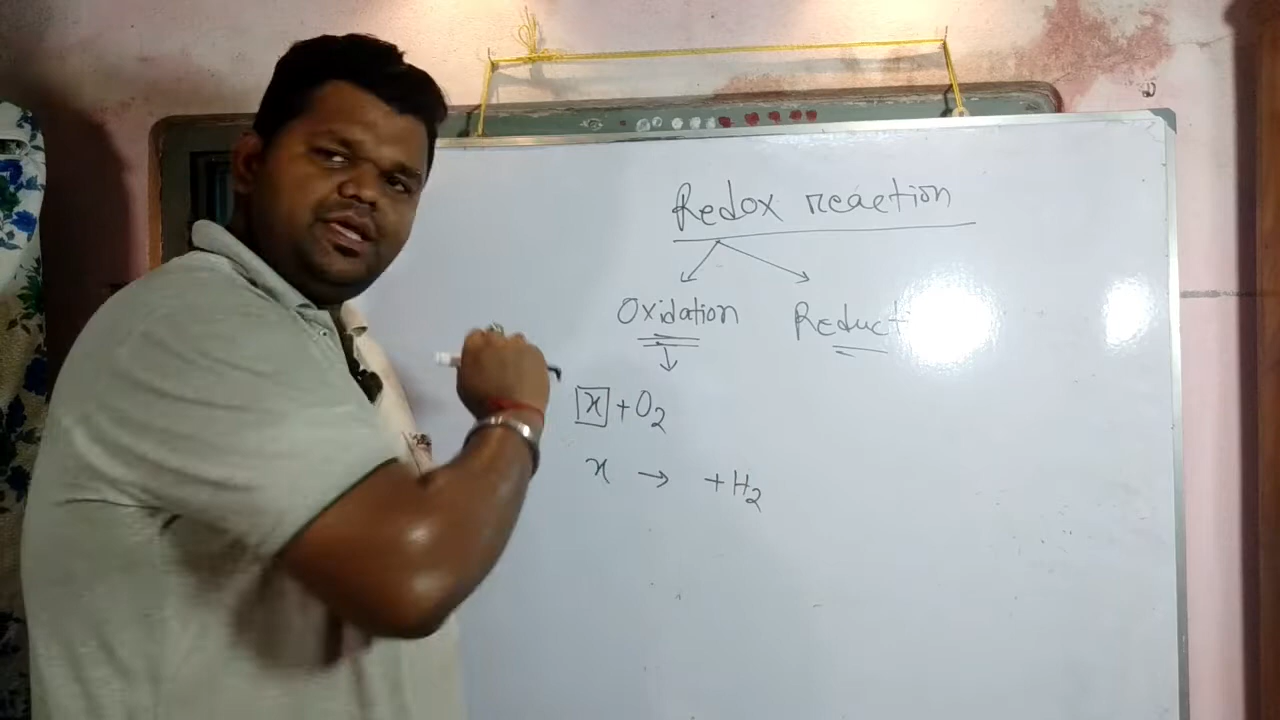 Redox reaction
Oxidation Reduct
x + O2
x → + H2